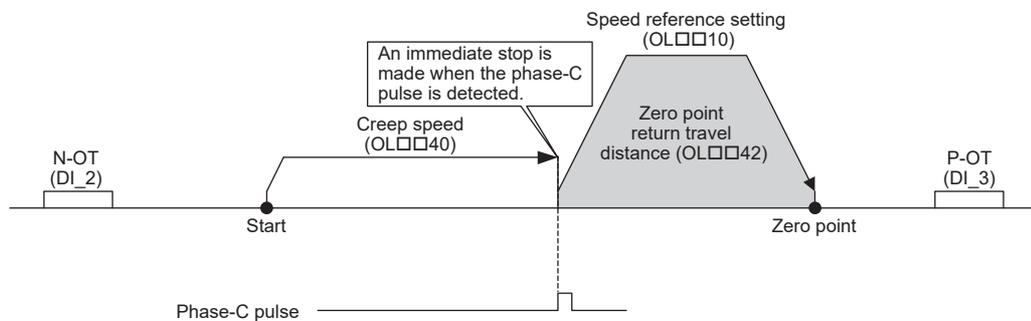 Speed reference setting
(OL□□10)
An immediate stop is
made when the phase-C
pulse is detected.
Zero point
return travel
distance (OL□□42)
Creep speed
(OL□□40)
N-OT
(DI_2)
P-OT
(DI_3)
Start
Zero point
Phase-C pulse